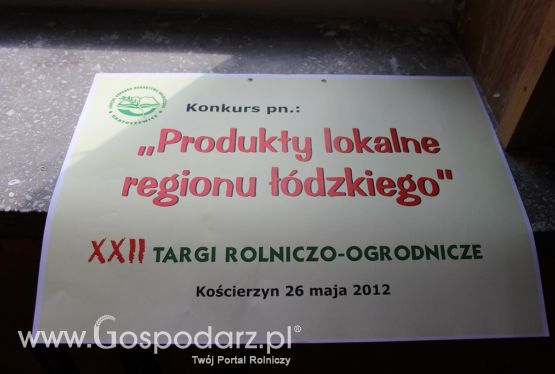 Konkurs pn.:
„Produkty lokalne
regionu łódzkiego"
XXII TARGI ROLNICZO-OGRODNICZE
Kościerzyn 26 maja 2012
www.Gospodarz.pl®
Twój Portal Rolniczy